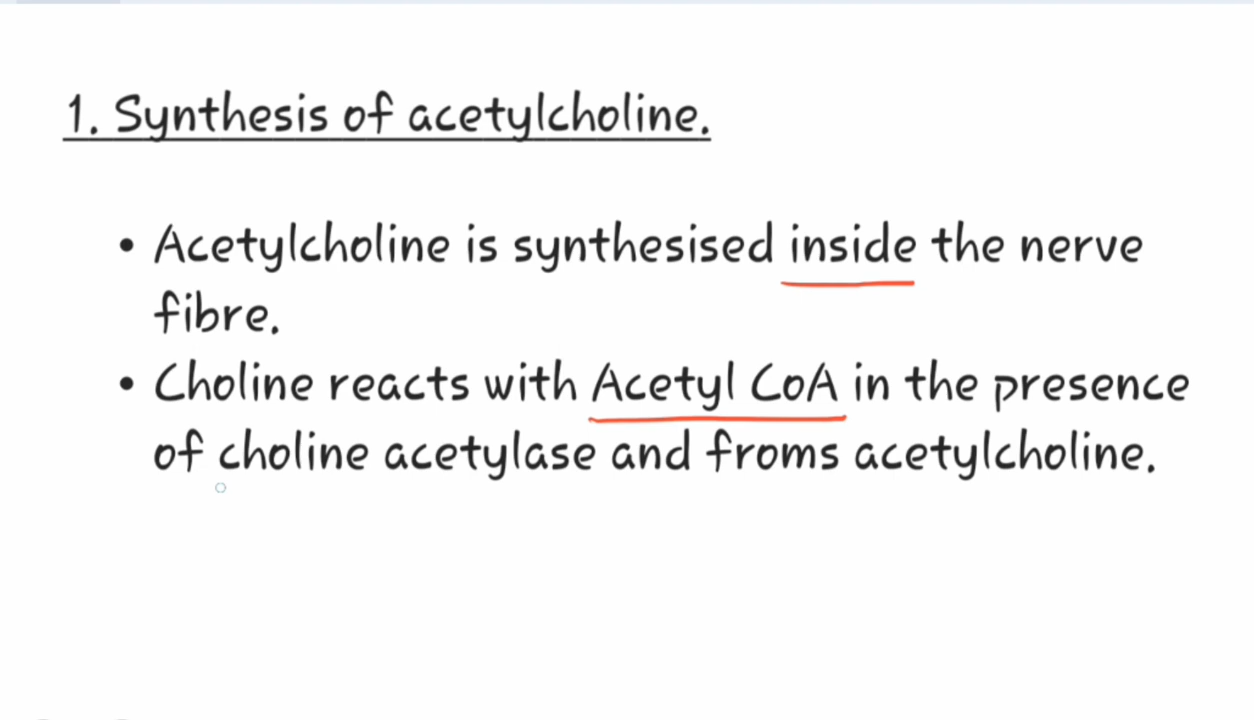 1. Synthesis of acetylcholine.
• Acetylcholine is synthesised inside the nerve
fibre.
• Choline reacts with Acetyl CoA in the presence
of choline acetylase and froms acetylcholine.